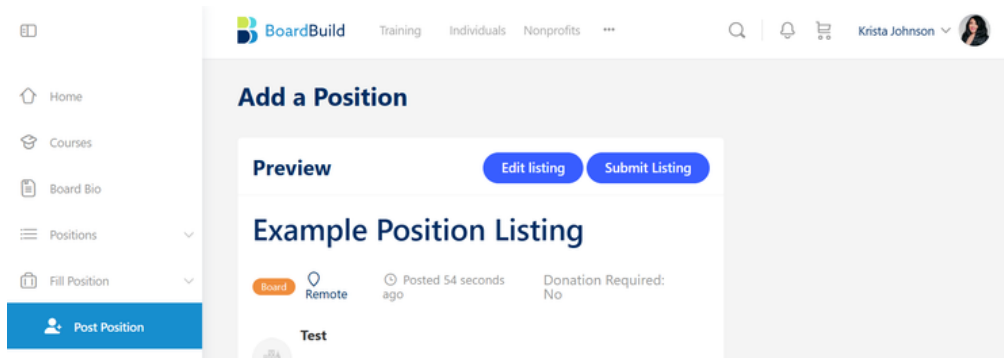 BoardBuild
Training Individuals Nonprofits •••
Krista Johnson
Home
Courses
Board Bio
Positions
Fill Position
Post Position
Add a Position
Preview
Edit listing
Submit Listing
Example Position Listing
Board
Remote
Posted 54 seconds
ago
Donation Required:
No
Test